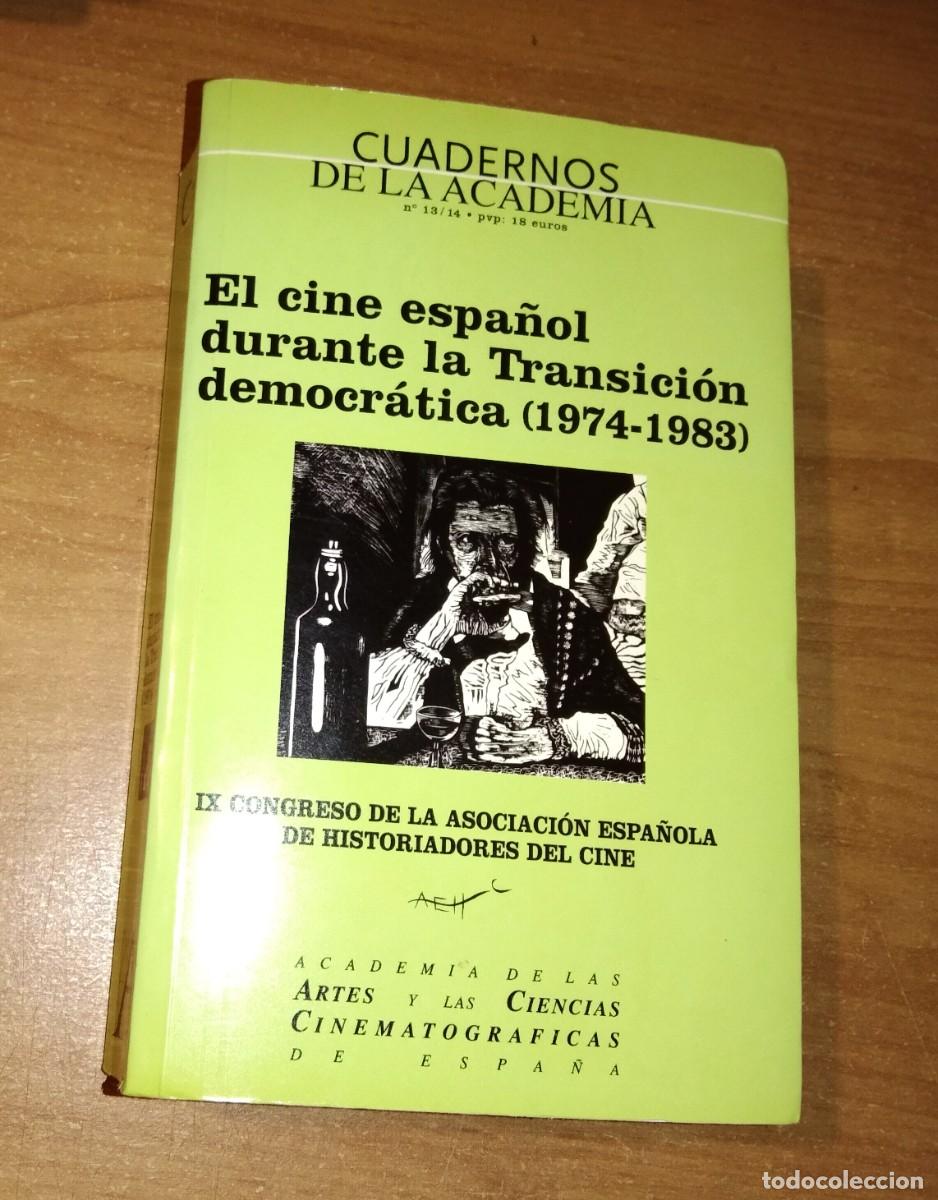 CUADERNOS
DE LA ACADEMIA
nº 13/14 • pvp: 18 euros
El cine español
durante la Transición
democrática (1974-1983)
IX CONGRESO DE LA ASOCIACIÓN ESPAÑOLA
DE HISTORIADORES DEL CINE
AEHC
ACADEMIA DE LAS
ARTES Y LAS CIENCIAS
CINEMATOGRAFICAS
DE ESPAÑA
todocoleccion